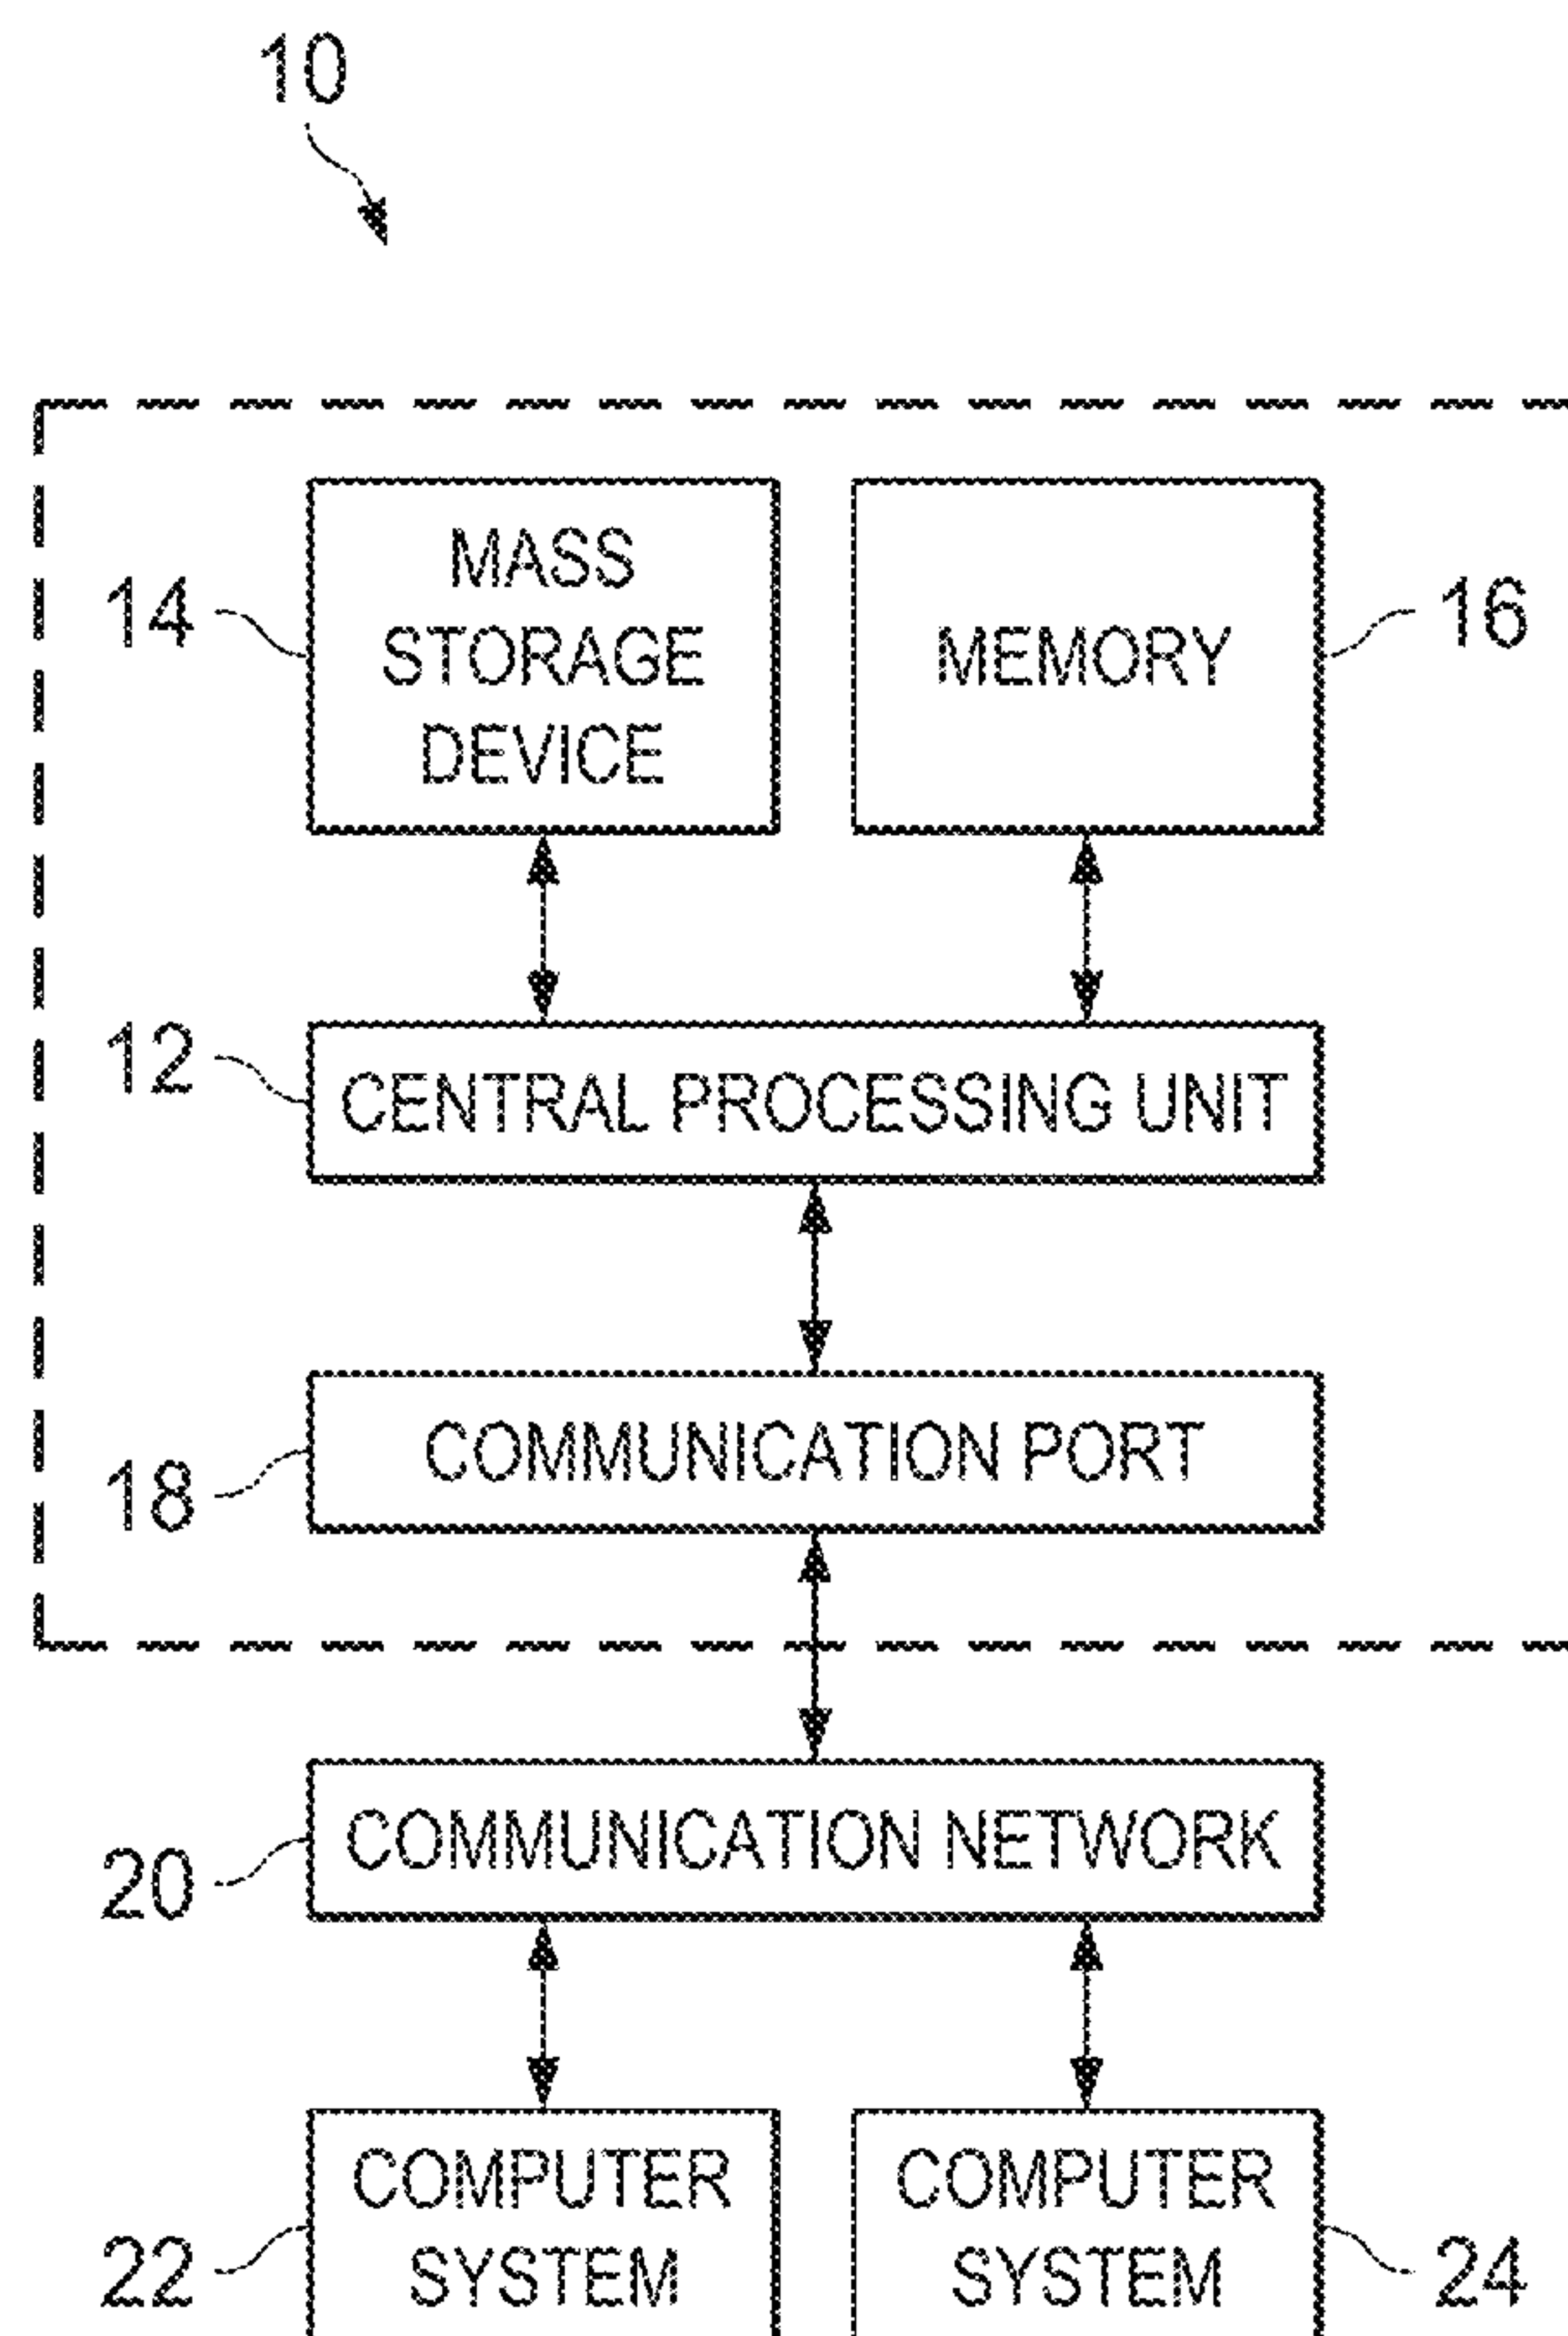 10
MASS
STORAGE
DEVICE
14
MEMORY
16
12
CENTRAL PROCESSING UNIT
COMMUNICATION PORT
18
COMMUNICATION NETWORK
20
COMPUTER
SYSTEM
22
COMPUTER
SYSTEM
24